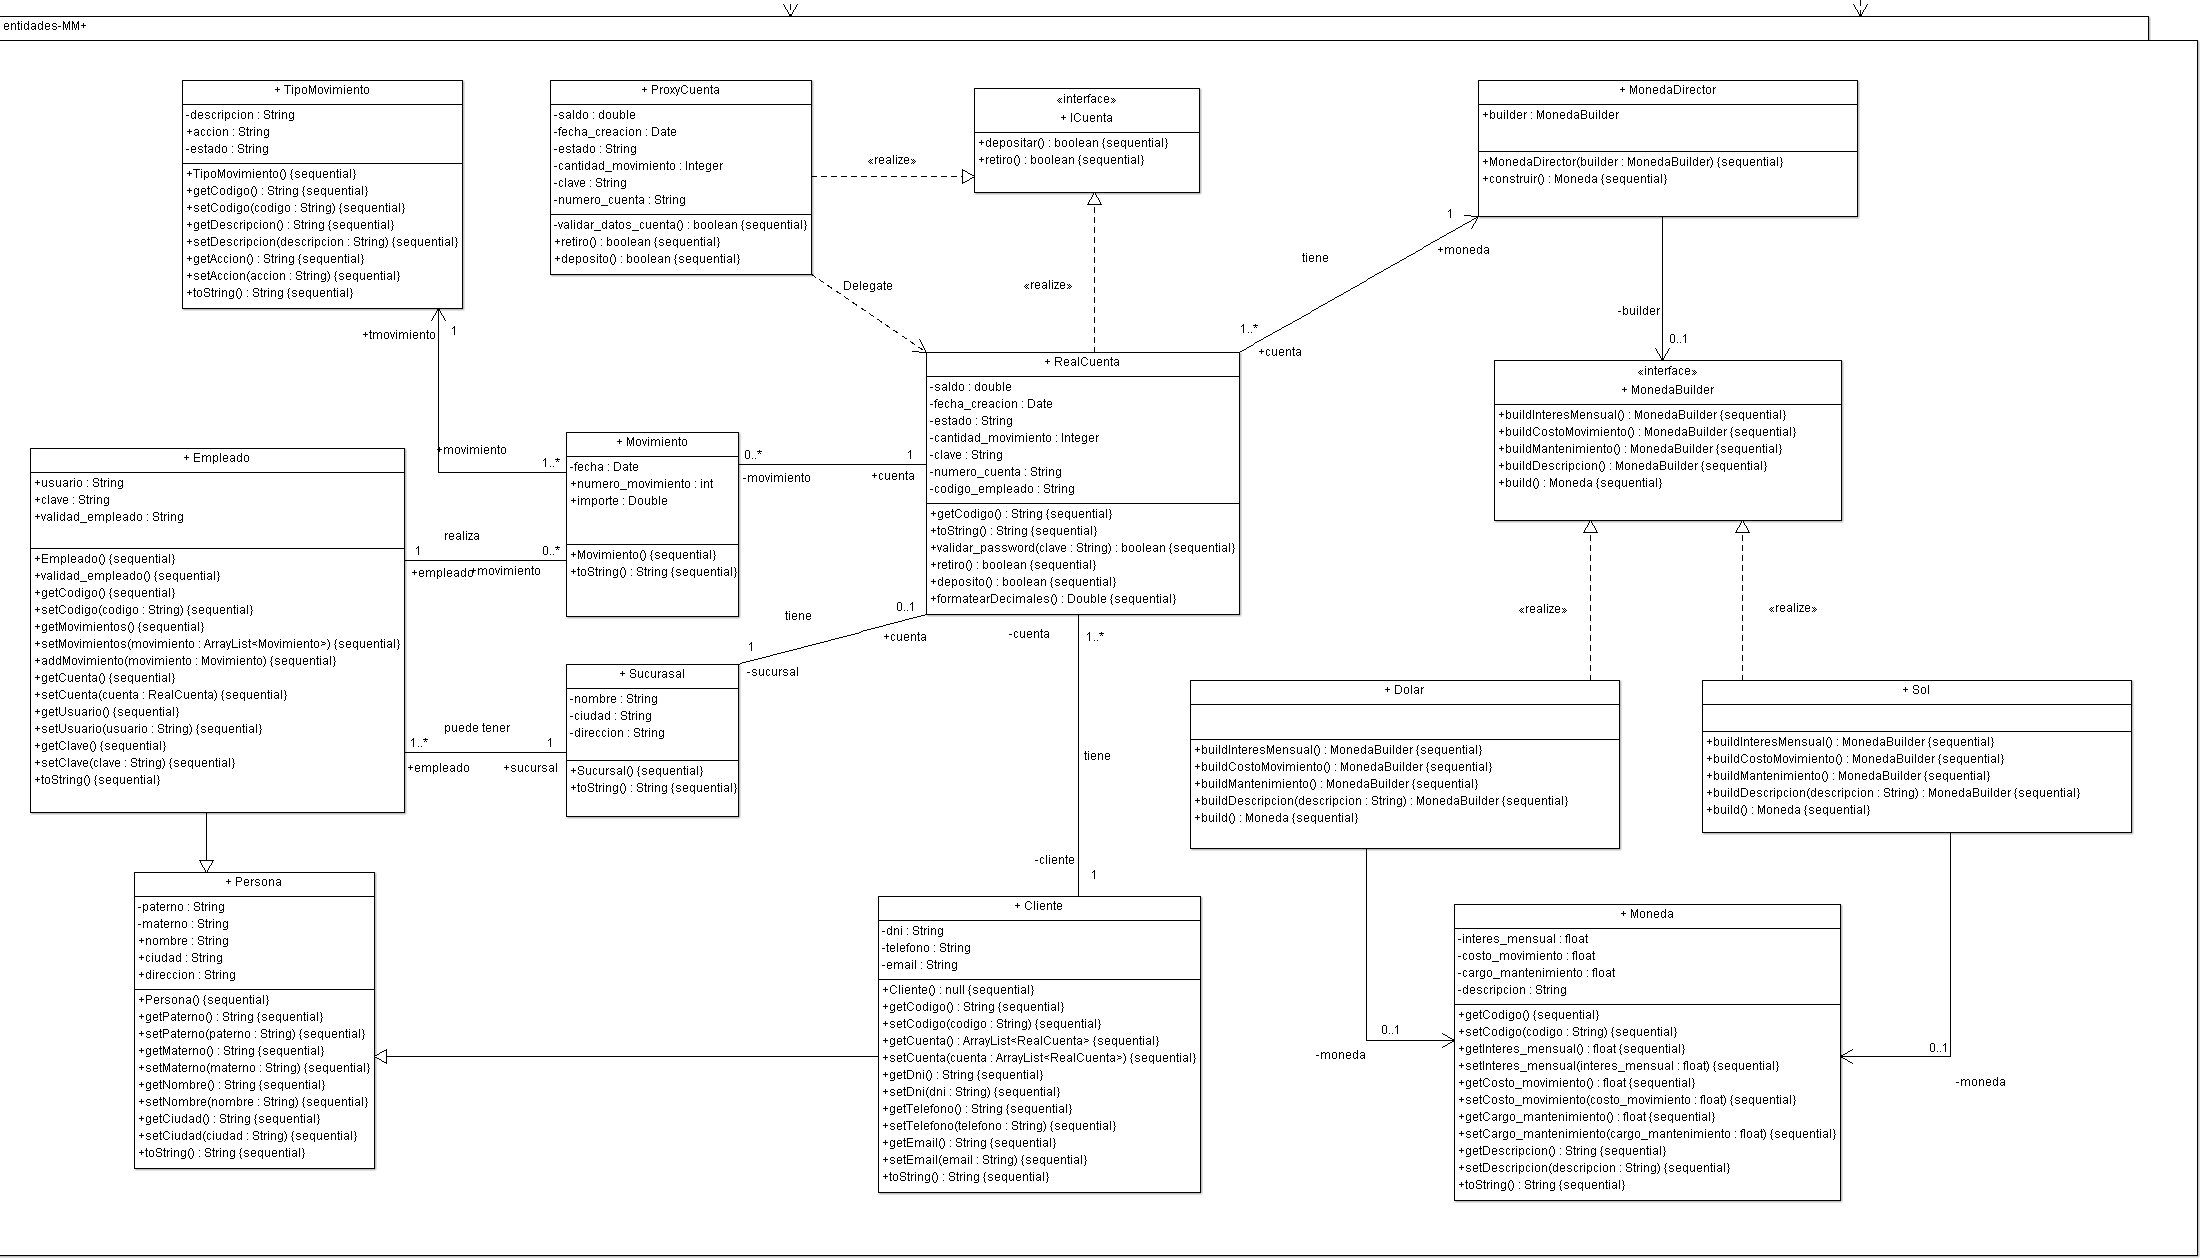 entidades-MM+
+ TipoMovimiento
-descripcion : String
+accion : String
-estado : String
+TipoMovimiento() {sequential}
+getCodigo() : String {sequential}
+setCodigo(codigo : String) {sequential}
+getDescripcion() : String {sequential}
+setDescripcion(descripcion : String) {sequential}
+getAccion() : String {sequential}
+setAccion(accion : String) {sequential}
+toString() : String {sequential}
+ ProxyCuenta
-saldo : double
-fecha_creacion : Date
-estado : String
-cantidad_movimiento : Integer
-clave : String
-numero_cuenta : String
-validar_datos_cuenta() : boolean {sequential}
+retiro() : boolean {sequential}
+deposito() : boolean {sequential}
«realize»
«interface»
+ ICuenta
+depositar() : boolean {sequential}
+retiro() : boolean {sequential}
+ MonedaDirector
+builder : MonedaBuilder
+MonedaDirector(builder : MonedaBuilder) {sequential}
+construir() : Moneda {sequential}
Delegate
«realize»
tiene
1
+moneda
1..*
+cuenta
-builder
0..1
+tmovimiento
1
+ RealCuenta
-saldo : double
-fecha_creacion : Date
-estado : String
-cantidad_movimiento : Integer
-clave : String
-numero_cuenta : String
-codigo_empleado : String
+getCodigo() : String {sequential}
+toString() : String {sequential}
+validar_password(clave : String) : boolean {sequential}
+retiro() : boolean {sequential}
+deposito() : boolean {sequential}
+formatearDecimales() : Double {sequential}
«interface»
+ MonedaBuilder
+buildInteresMensual() : MonedaBuilder {sequential}
+buildCostoMovimiento() : MonedaBuilder {sequential}
+buildMantenimiento() : MonedaBuilder {sequential}
+buildDescripcion() : MonedaBuilder {sequential}
+build() : Moneda {sequential}
+movimiento
1..*
+ Movimiento
-fecha : Date
+numero_movimiento : int
+importe : Double
+Movimiento() {sequential}
+toString() : String {sequential}
0..*
-movimiento
1
+cuenta
+ Empleado
+usuario : String
+clave : String
+validad_empleado : String
+Empleado() {sequential}
+validad_empleado() {sequential}
+getCodigo() {sequential}
+setCodigo(codigo : String) {sequential}
+getMovimientos() {sequential}
+setMovimientos(movimiento : ArrayList<Movimiento>) {sequential}
+addMovimiento(movimiento : Movimiento) {sequential}
+getCuenta() {sequential}
+setCuenta(cuenta : RealCuenta) {sequential}
+getUsuario() {sequential}
+setUsuario(usuario : String) {sequential}
+getClave() {sequential}
+setClave(clave : String) {sequential}
+toString() {sequential}
realiza
1
0..*
+empleado
+movimiento
tiene
0..1
+cuenta
1
-sucursal
+ Sucurasal
-nombre : String
-ciudad : String
-direccion : String
+Sucursal() {sequential}
+toString() : String {sequential}
puede tener
1..*
1
+empleado
+sucursal
-cuenta
1..*
tiene
-cliente
1
«realize»
«realize»
+ Dolar
+buildInteresMensual() : MonedaBuilder {sequential}
+buildCostoMovimiento() : MonedaBuilder {sequential}
+buildMantenimiento() : MonedaBuilder {sequential}
+buildDescripcion(descripcion : String) : MonedaBuilder {sequential}
+build() : Moneda {sequential}
+ Sol
+buildInteresMensual() : MonedaBuilder {sequential}
+buildCostoMovimiento() : MonedaBuilder {sequential}
+buildMantenimiento() : MonedaBuilder {sequential}
+buildDescripcion(descripcion : String) : MonedaBuilder {sequential}
+build() : Moneda {sequential}
+ Persona
-paterno : String
-materno : String
+nombre : String
+ciudad : String
+direccion : String
+Persona() {sequential}
+getPaterno() : String {sequential}
+setPaterno(paterno : String) {sequential}
+getMaterno() : String {sequential}
+setMaterno(materno : String) {sequential}
+getNombre() : String {sequential}
+setNombre(nombre : String) {sequential}
+getCiudad() : String {sequential}
+setCiudad(ciudad : String) {sequential}
+toString() : String {sequential}
+ Cliente
-dni : String
-telefono : String
-email : String
+Cliente() : null {sequential}
+getCodigo() : String {sequential}
+setCodigo(codigo : String) {sequential}
+getCuenta() : ArrayList<RealCuenta> {sequential}
+setCuenta(cuenta : ArrayList<RealCuenta>) {sequential}
+getDni() : String {sequential}
+setDni(dni : String) {sequential}
+getTelefono() : String {sequential}
+setTelefono(telefono : String) {sequential}
+getEmail() : String {sequential}
+setEmail(email : String) {sequential}
+toString() : String {sequential}
0..1
-moneda
+ Moneda
-interes_mensual : float
-costo_movimiento : float
-cargo_mantenimiento : float
-descripcion : String
+getCodigo() {sequential}
+setCodigo(codigo : String) {sequential}
+getInteres_mensual() : float {sequential}
+setInteres_mensual(interes_mensual : float) {sequential}
+getCosto_movimiento() : float {sequential}
+setCosto_movimiento(costo_movimiento : float) {sequential}
+getCargo_mantenimiento() : float {sequential}
+setCargo_mantenimiento(cargo_mantenimiento : float) {sequential}
+getDescripcion() : String {sequential}
+setDescripcion(descripcion : String) {sequential}
+toString() : String {sequential}
0..1
-moneda